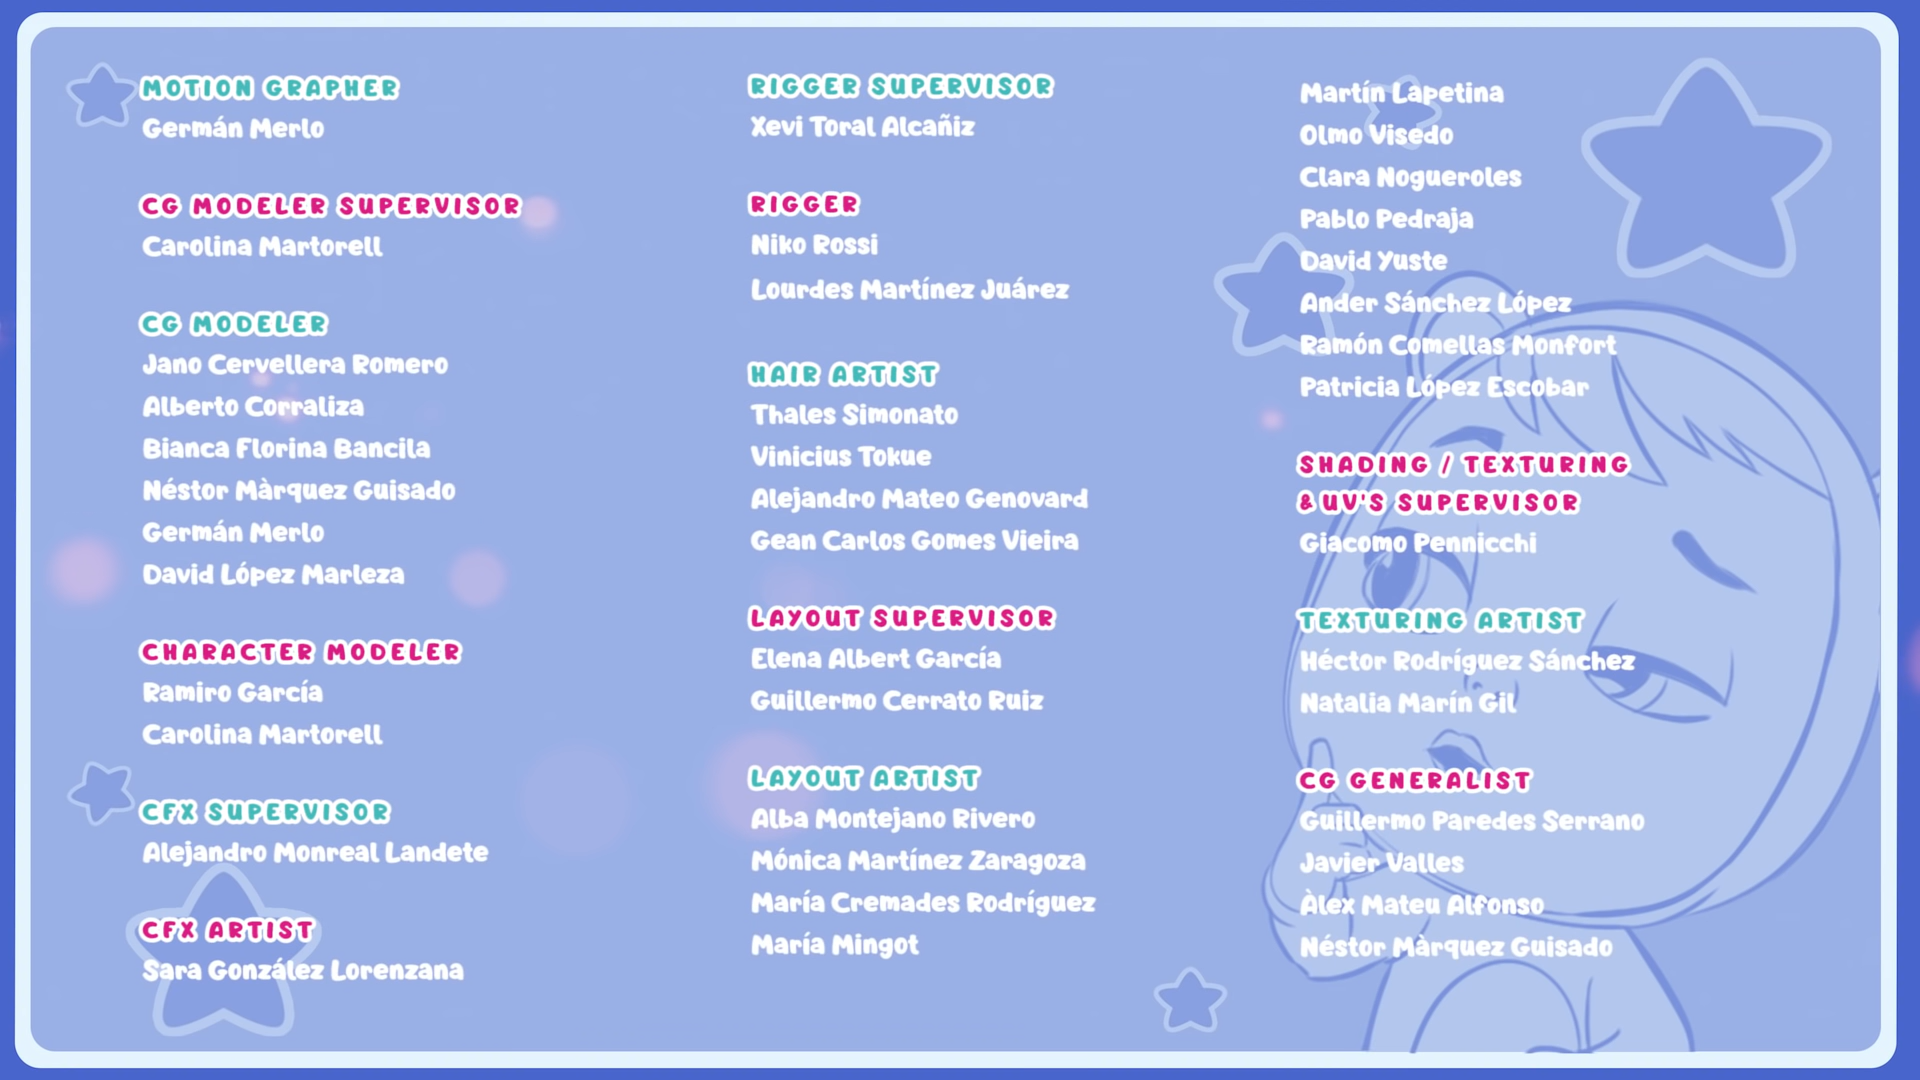 MOTION GRAPHER
Germán Merlo
CG MODELER SUPERVISOR
Carolina Martorell
CG MODELER
Jano Cervellera Romero
Alberto Corraliza
Bianca Florina Bancila
Néstor Màrquez Guisado
Germán Merlo
David López Marleza
CHARACTER MODELER
Ramiro García
Carolina Martorell
CFX SUPERVISOR
Alejandro Monreal Landete
CFX ARTIST
Sara González Lorenzana
RIGGER SUPERVISOR
Xevi Toral Alcañiz
RIGGER
Niko Rossi
Lourdes Martínez Juárez
HAIR ARTIST
Thales Simonato
Vinicius Tokue
Alejandro Mateo Genovard
Gean Carlos Gomes Vieira
LAYOUT SUPERVISOR
Elena Albert García
Guillermo Cerrato Ruiz
LAYOUT ARTIST
Alba Montejano Rivero
Mónica Martínez Zaragoza
María Cremades Rodríguez
María Mingot
Martín Lapetina
Olmo Visedo
Clara Nogueroles
Pablo Pedraja
David Yuste
Ander Sánchez López
Ramón Comellas Monfort
Patricia López Escobar
SHADING / TEXTURING
& UV'S SUPERVISOR
Giacomo Pennicchi
TEXTURING ARTIST
Héctor Rodríguez Sánchez
Natalia Marín Gil
CG GENERALIST
Guillermo Paredes Serrano
Javier Valles
Àlex Mateu Alfonso
Néstor Màrquez Guisado